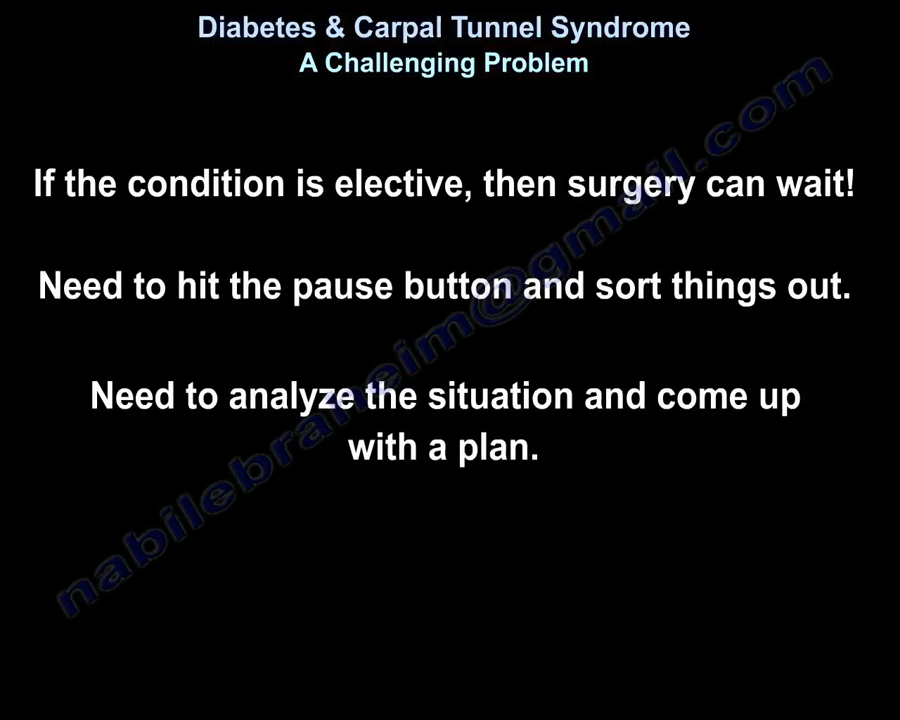 Diabetes & Carpal Tunnel Syndrome
A Challenging Problem
If the condition is elective, then surgery can wait!
Need to hit the pause button and sort things out.
Need to analyze the situation and come up
with a plan.
nabilebraheim@gmail.com